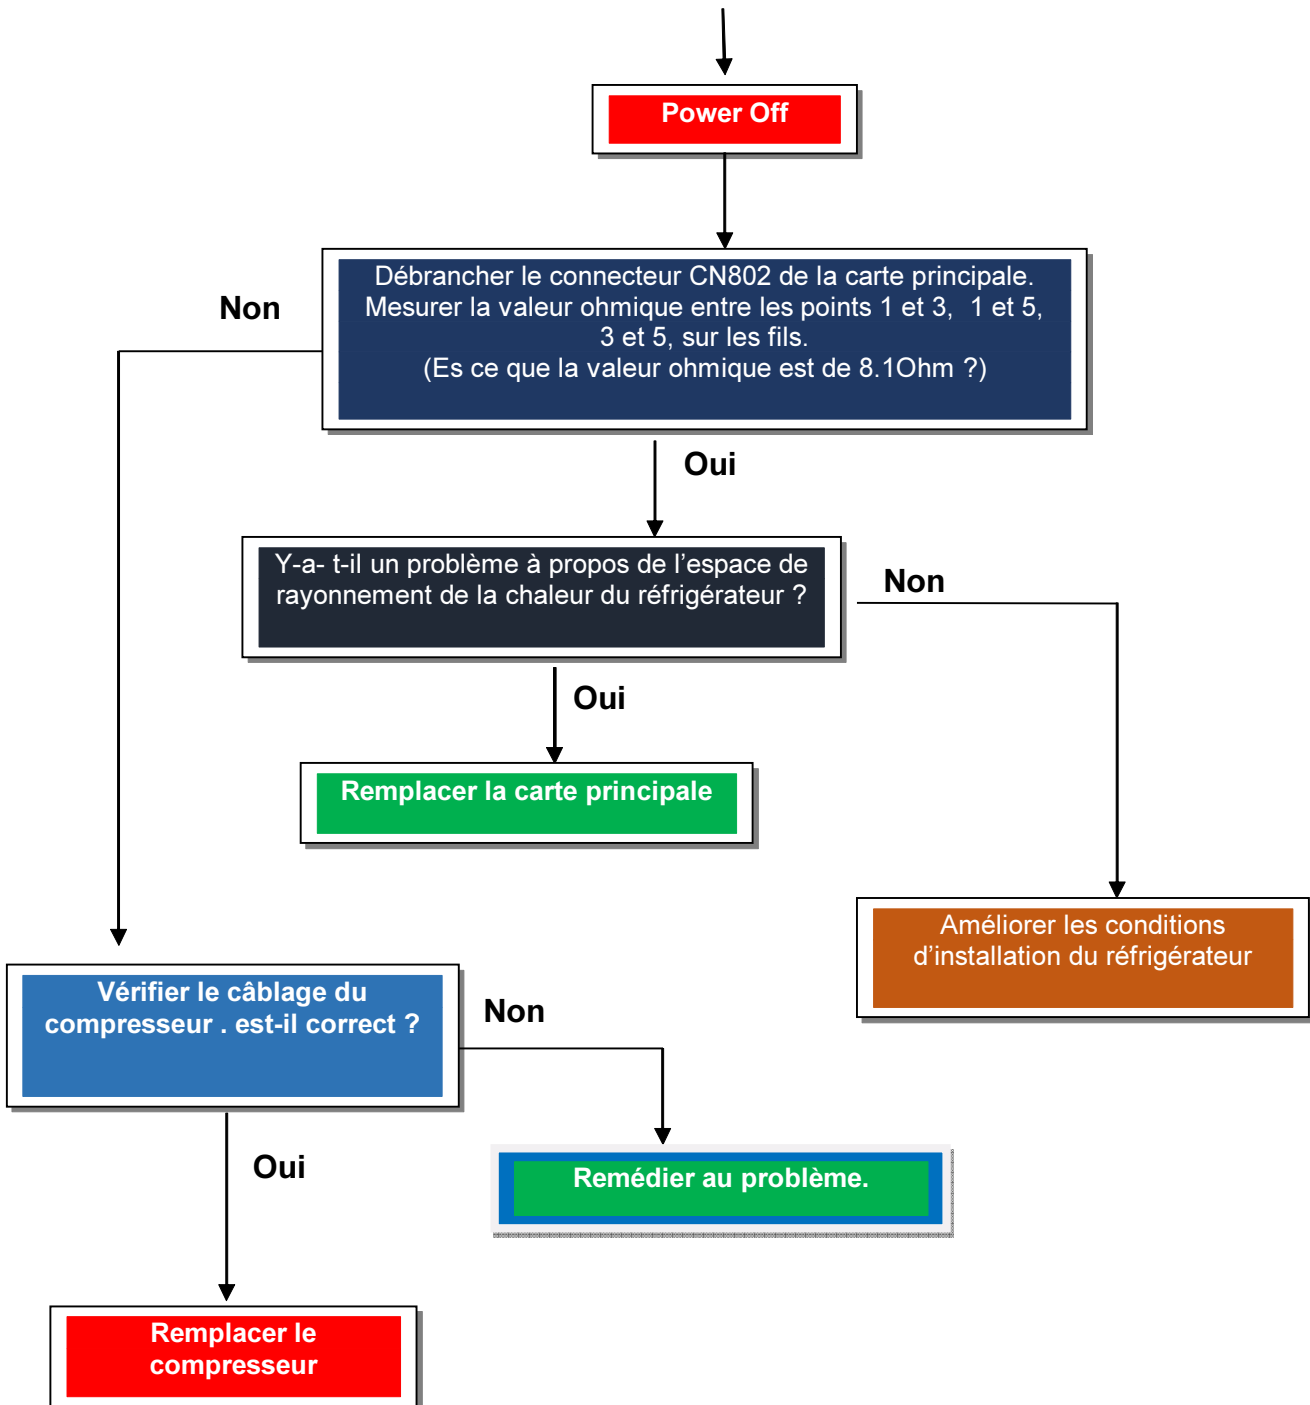 Power Off
Non
Débrancher le connecteur CN802 de la carte principale.
Mesurer la valeur ohmique entre les points 1 et 3, 1 et 5,
3 et 5, sur les fils.
(Es ce que la valeur ohmique est de 8.1Ohm ?)
Oui
Y-a- t-il un problème à propos de l’espace de
rayonnement de la chaleur du réfrigérateur ?
Non
Oui
Remplacer la carte principale
Améliorer les conditions
d’installation du réfrigérateur
Vérifier le câblage du
compresseur . est-il correct ?
Non
Oui
Remédier au problème.
Remplacer le
compresseur